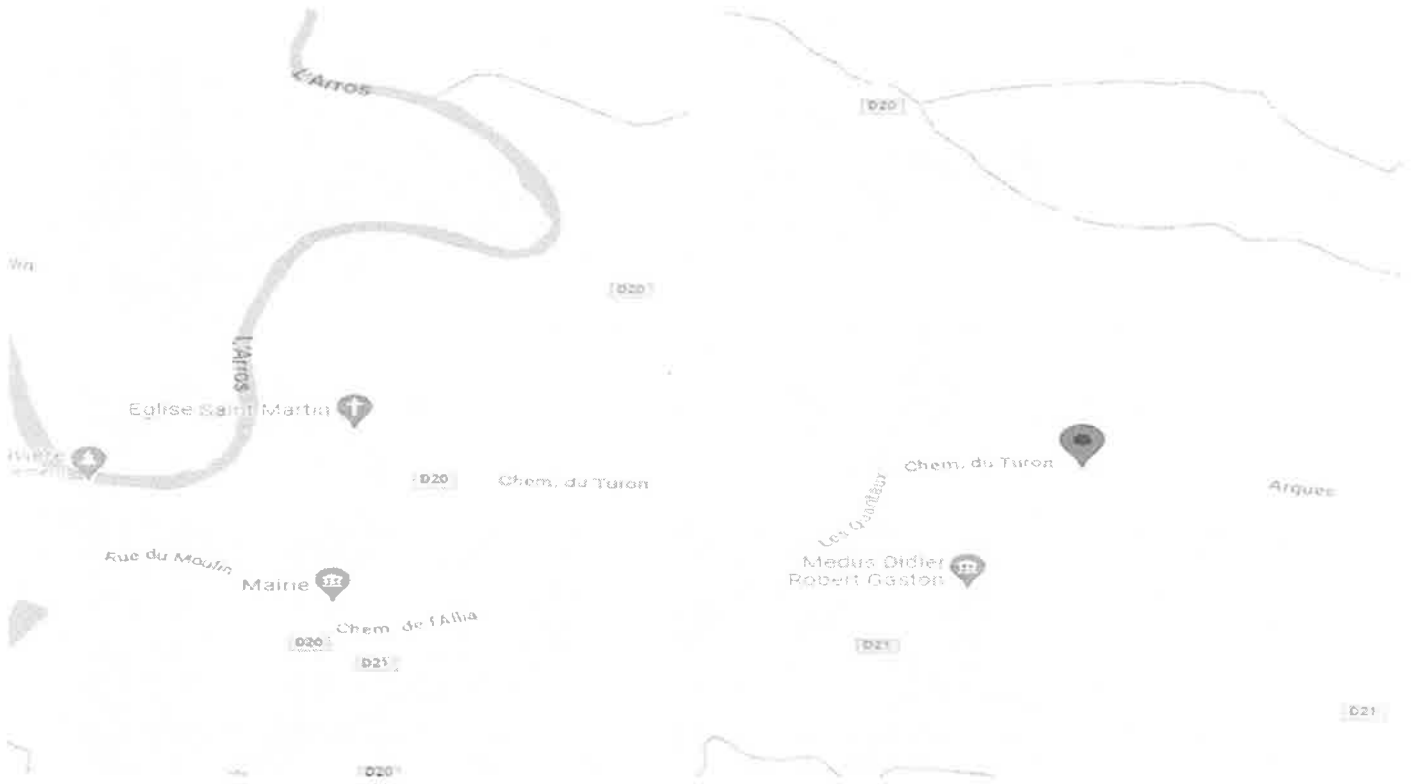 L'Arros
D20
D20
L'Arros
Eglise Saint Martin
D20
Chem. du Turon
Chem. du Turon
Arques
Les Quartaux
Rue du Moulin
Mairie
Medus Didier
Robert Gaston
Chem. de l'Allia
D20
D21
D21
D21
D20